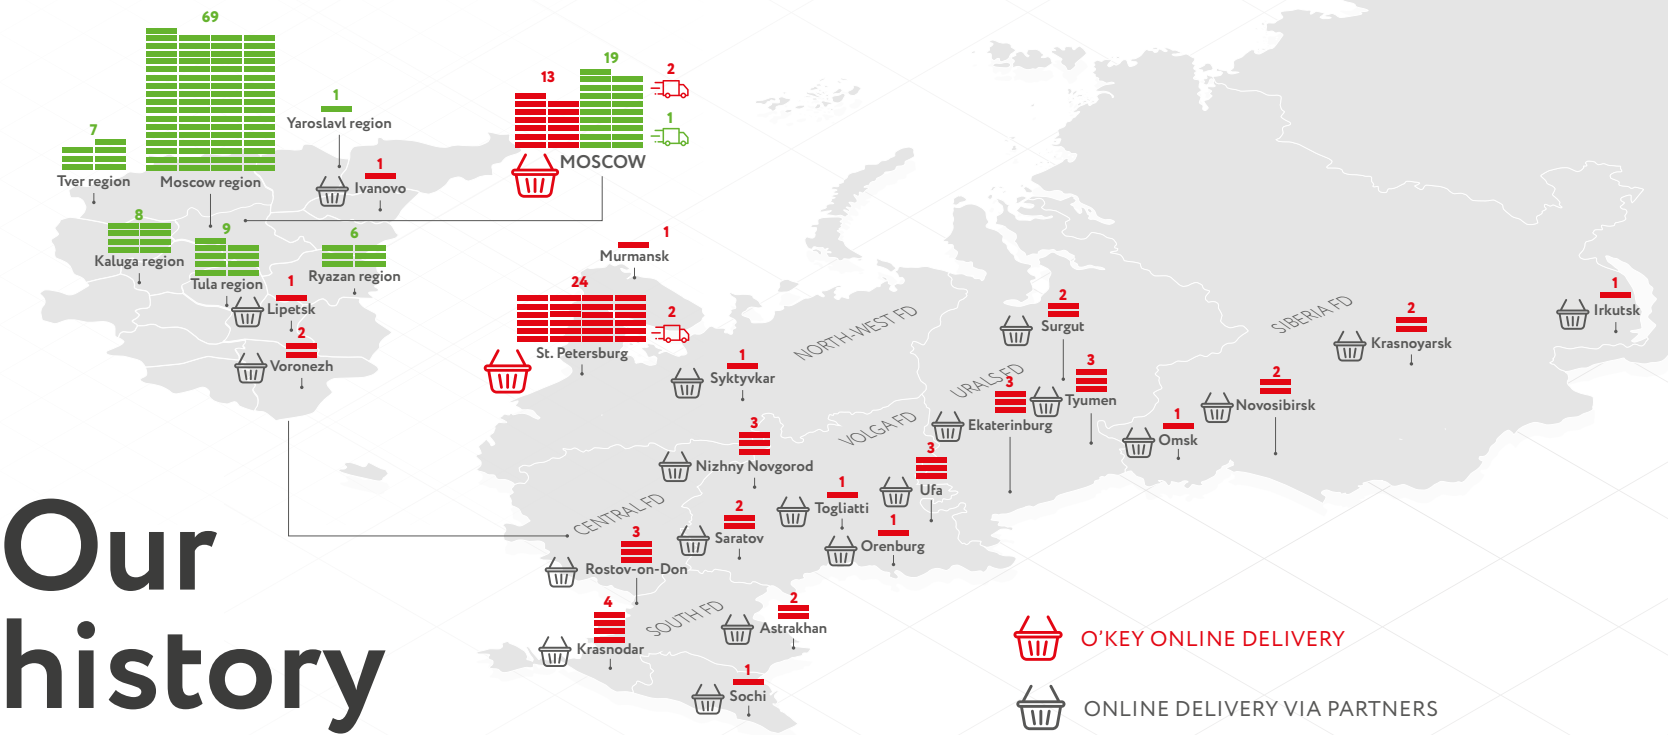 69
7
Tver region
Moscow region
1
Yaroslavl region
1
Ivanovo
13
19
2
1
MOSCOW
8
Kaluga region
9
Tula region
6
Ryazan region
1
Lipetsk
2
Voronezh
1
Murmansk
24
2
St. Petersburg
1
Syktyvkar
NORTH-WEST FD
2
Surgut
URALS FD
3
Ekaterinburg
3
Tyumen
SIBERIA FD
2
Krasnoyarsk
1
Irkutsk
2
Novosibirsk
1
Omsk
VOLGA FD
3
Nizhny Novgorod
3
Ufa
1
Togliatti
1
Orenburg
2
Saratov
CENTRAL FD
3
Rostov-on-Don
SOUTH FD
4
Krasnodar
2
Astrakhan
1
Sochi
Our
history
O'KEY ONLINE DELIVERY
ONLINE DELIVERY VIA PARTNERS